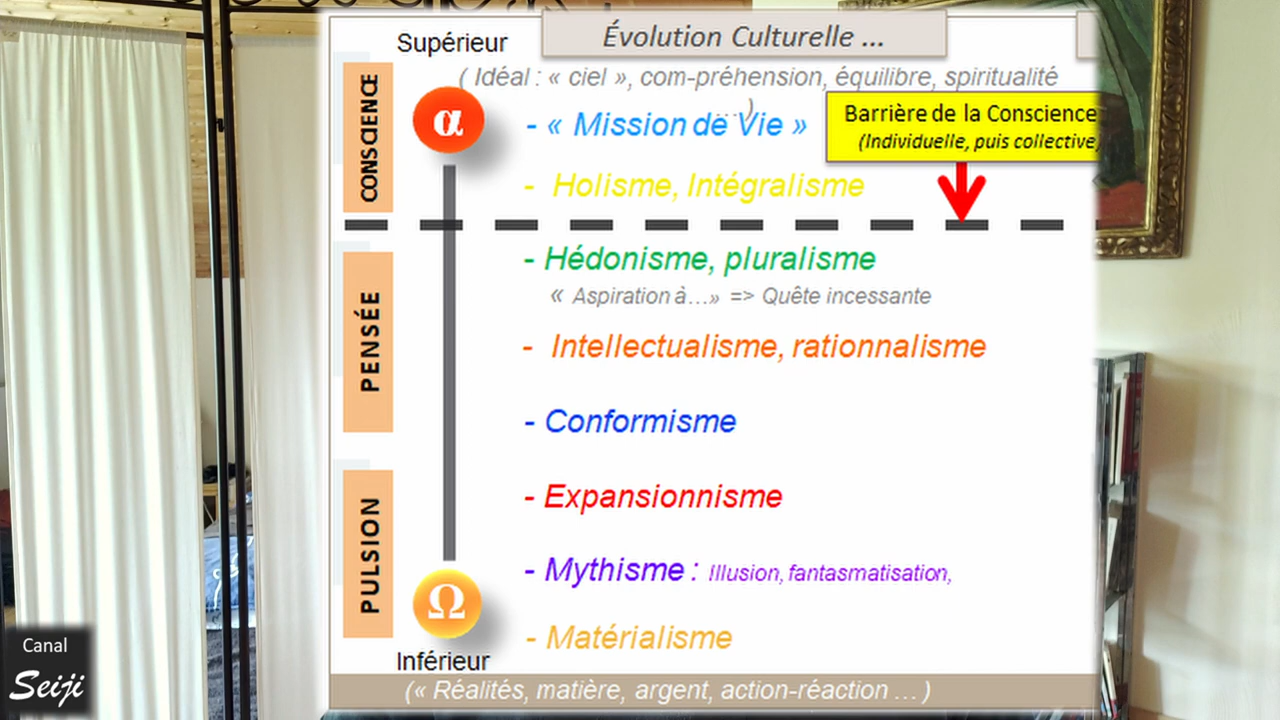 Évolution Culturelle ...
Supérieur
( Idéal : « ciel », com-préhension, équilibre, spiritualité
... )
CONSCIENCE
α
- « Mission de Vie »
Barrière de la Conscience
(Individuelle, puis collective)
- Holisme, Intégralisme
PENSÉE
- Hédonisme, pluralisme
« Aspiration à...» => Quête incessante
- Intellectualisme, rationnalisme
- Conformisme
PULSION
- Expansionnisme
- Mythisme : Illusion, fantasmatisation,
Ω
- Matérialisme
Inférieur
(« Réalités, matière, argent, action-réaction ... )
Canal
Seiji